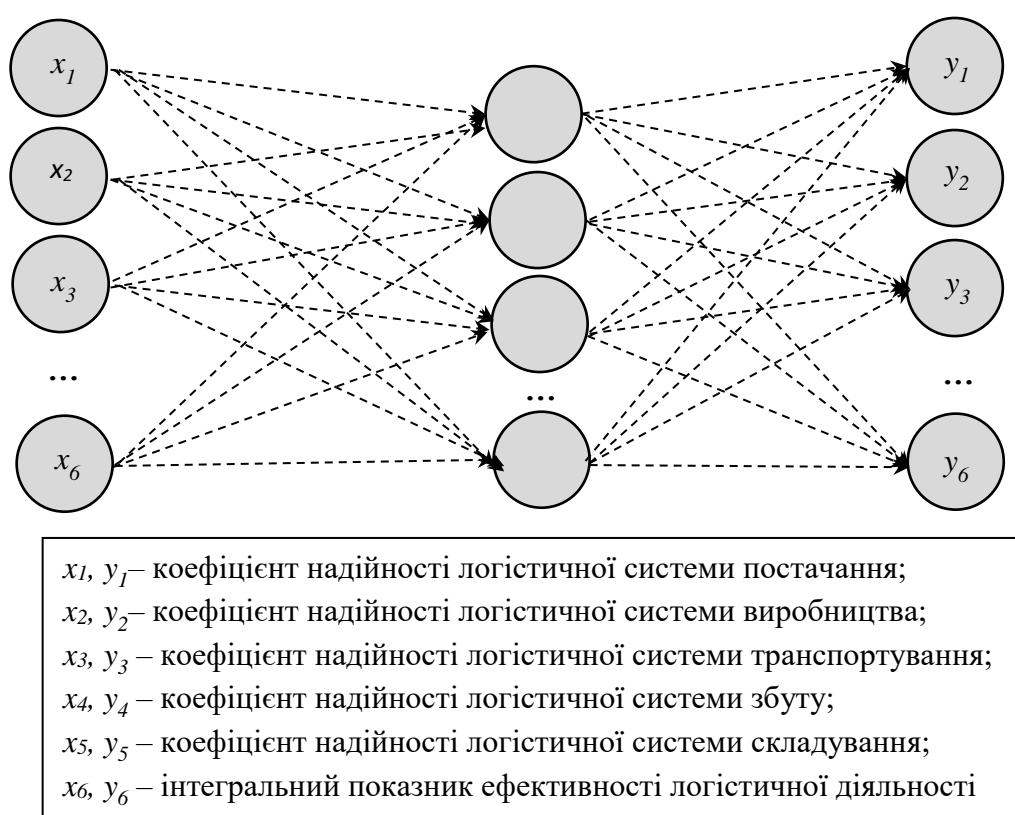 x1 y1
x2 y2
x3 y3
... ... ...
x6 y6
x1, y1– коефіцієнт надійності логістичної системи постачання;
x2, y2– коефіцієнт надійності логістичної системи виробництва;
x3, y3 – коефіцієнт надійності логістичної системи транспортування;
x4, y4 – коефіцієнт надійності логістичної системи збуту;
x5, y5 – коефіцієнт надійності логістичної системи складування;
x6, y6 – інтегральний показник ефективності логістичної діяльності